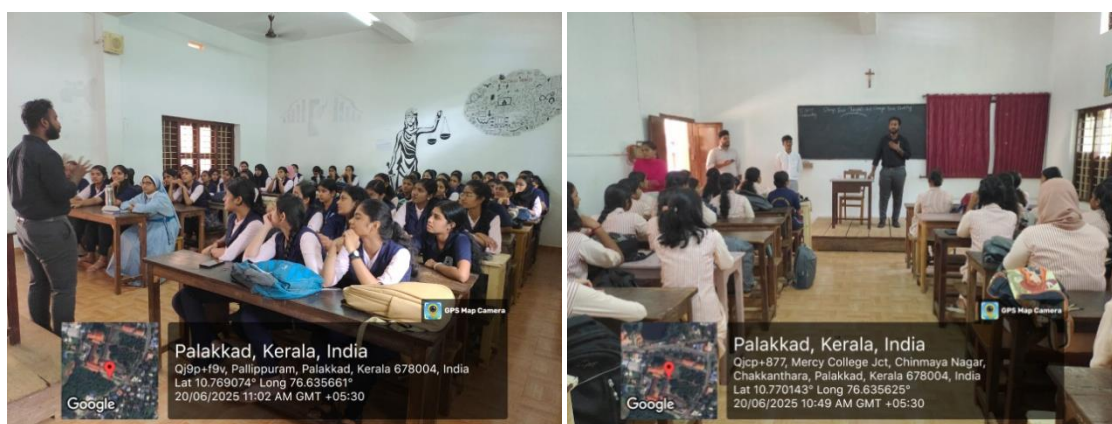 GPS Map Camera
Palakkad, Kerala, India
Qj9p+f9v, Pallippuram, Palakkad, Kerala 678004, India
Lat 10.769074° Long 76.635661°
20/06/2025 11:02 AM GMT +05:30
Google
GPS Map Camera
Palakkad, Kerala, India
Qjcp+877, Mercy College Jct, Chinmaya Nagar,
Chakkanthara, Palakkad, Kerala 678004, India
Lat 10.770143° Long 76.635625°
20/06/2025 10:49 AM GMT +05:30
Google